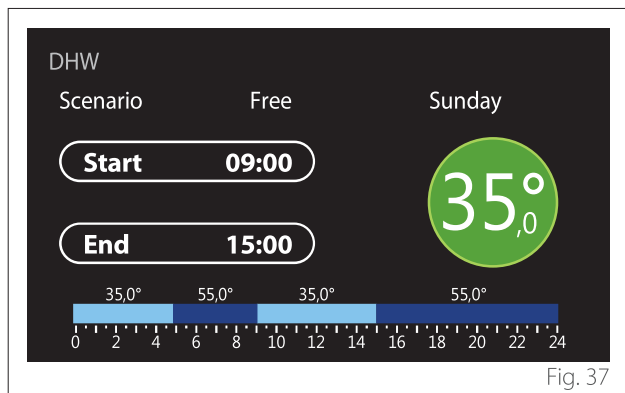 DHW
Scenario Free Sunday
Start 09:00
35,0°
End 15:00
35,0° 55,0° 35,0° 55,0°
0 2 4 6 8 10 12 14 16 18 20 22 24
Fig. 37